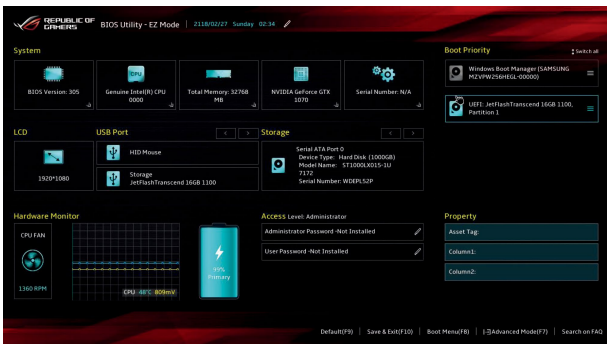 REPUBLIC OF
GAMERS
BIOS Utility - EZ Mode
2118/02/27 Sunday 02:34
System
BIOS Version: 305
CPU
Genuine Intel(R) CPU
0000
Total Memory: 32768
MB
NVIDIA GeForce GTX
1070
Serial Number: N/A
Boot Priority
Switch all
Windows Boot Manager (SAMSUNG
MZVPW256HEGL-00000)
UEFI: JetFlashTranscend 16GB 1100,
Partition 1
LCD
1920*1080
USB Port
HID Mouse
Storage
JetFlashTranscend 16GB 1100
Storage
Serial ATA Port 0
Device Type: Hard Disk (1000GB)
Model Name: ST1000LX015-1U
7172
Serial Number: WDEPL52P
Hardware Monitor
CPU FAN
1360 RPM
CPU 48°C 809mV
39%
Primary
Access Level: Administrator
Administrator Password -Not Installed
User Password -Not Installed
Property
Asset Tag:
Column1:
Column2:
Default(F9)
Save & Exit(F10)
Boot Menu(F8)
Advanced Mode(F7)
Search on FAQ